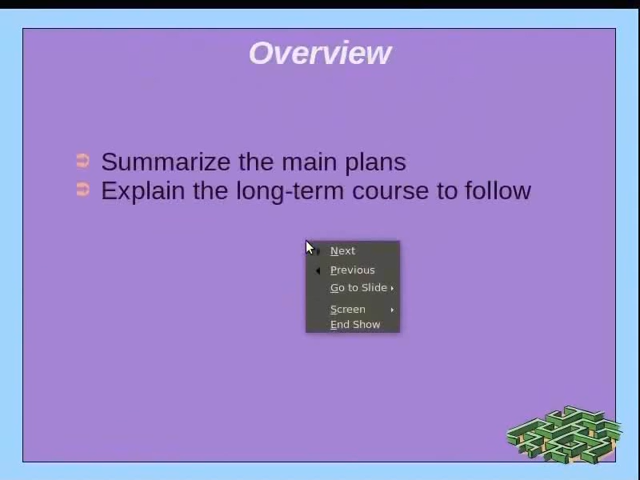 Overview
Summarize the main plans
Explain the long-term course to follow
Next
Previous
Go to Slide
Screen
End Show